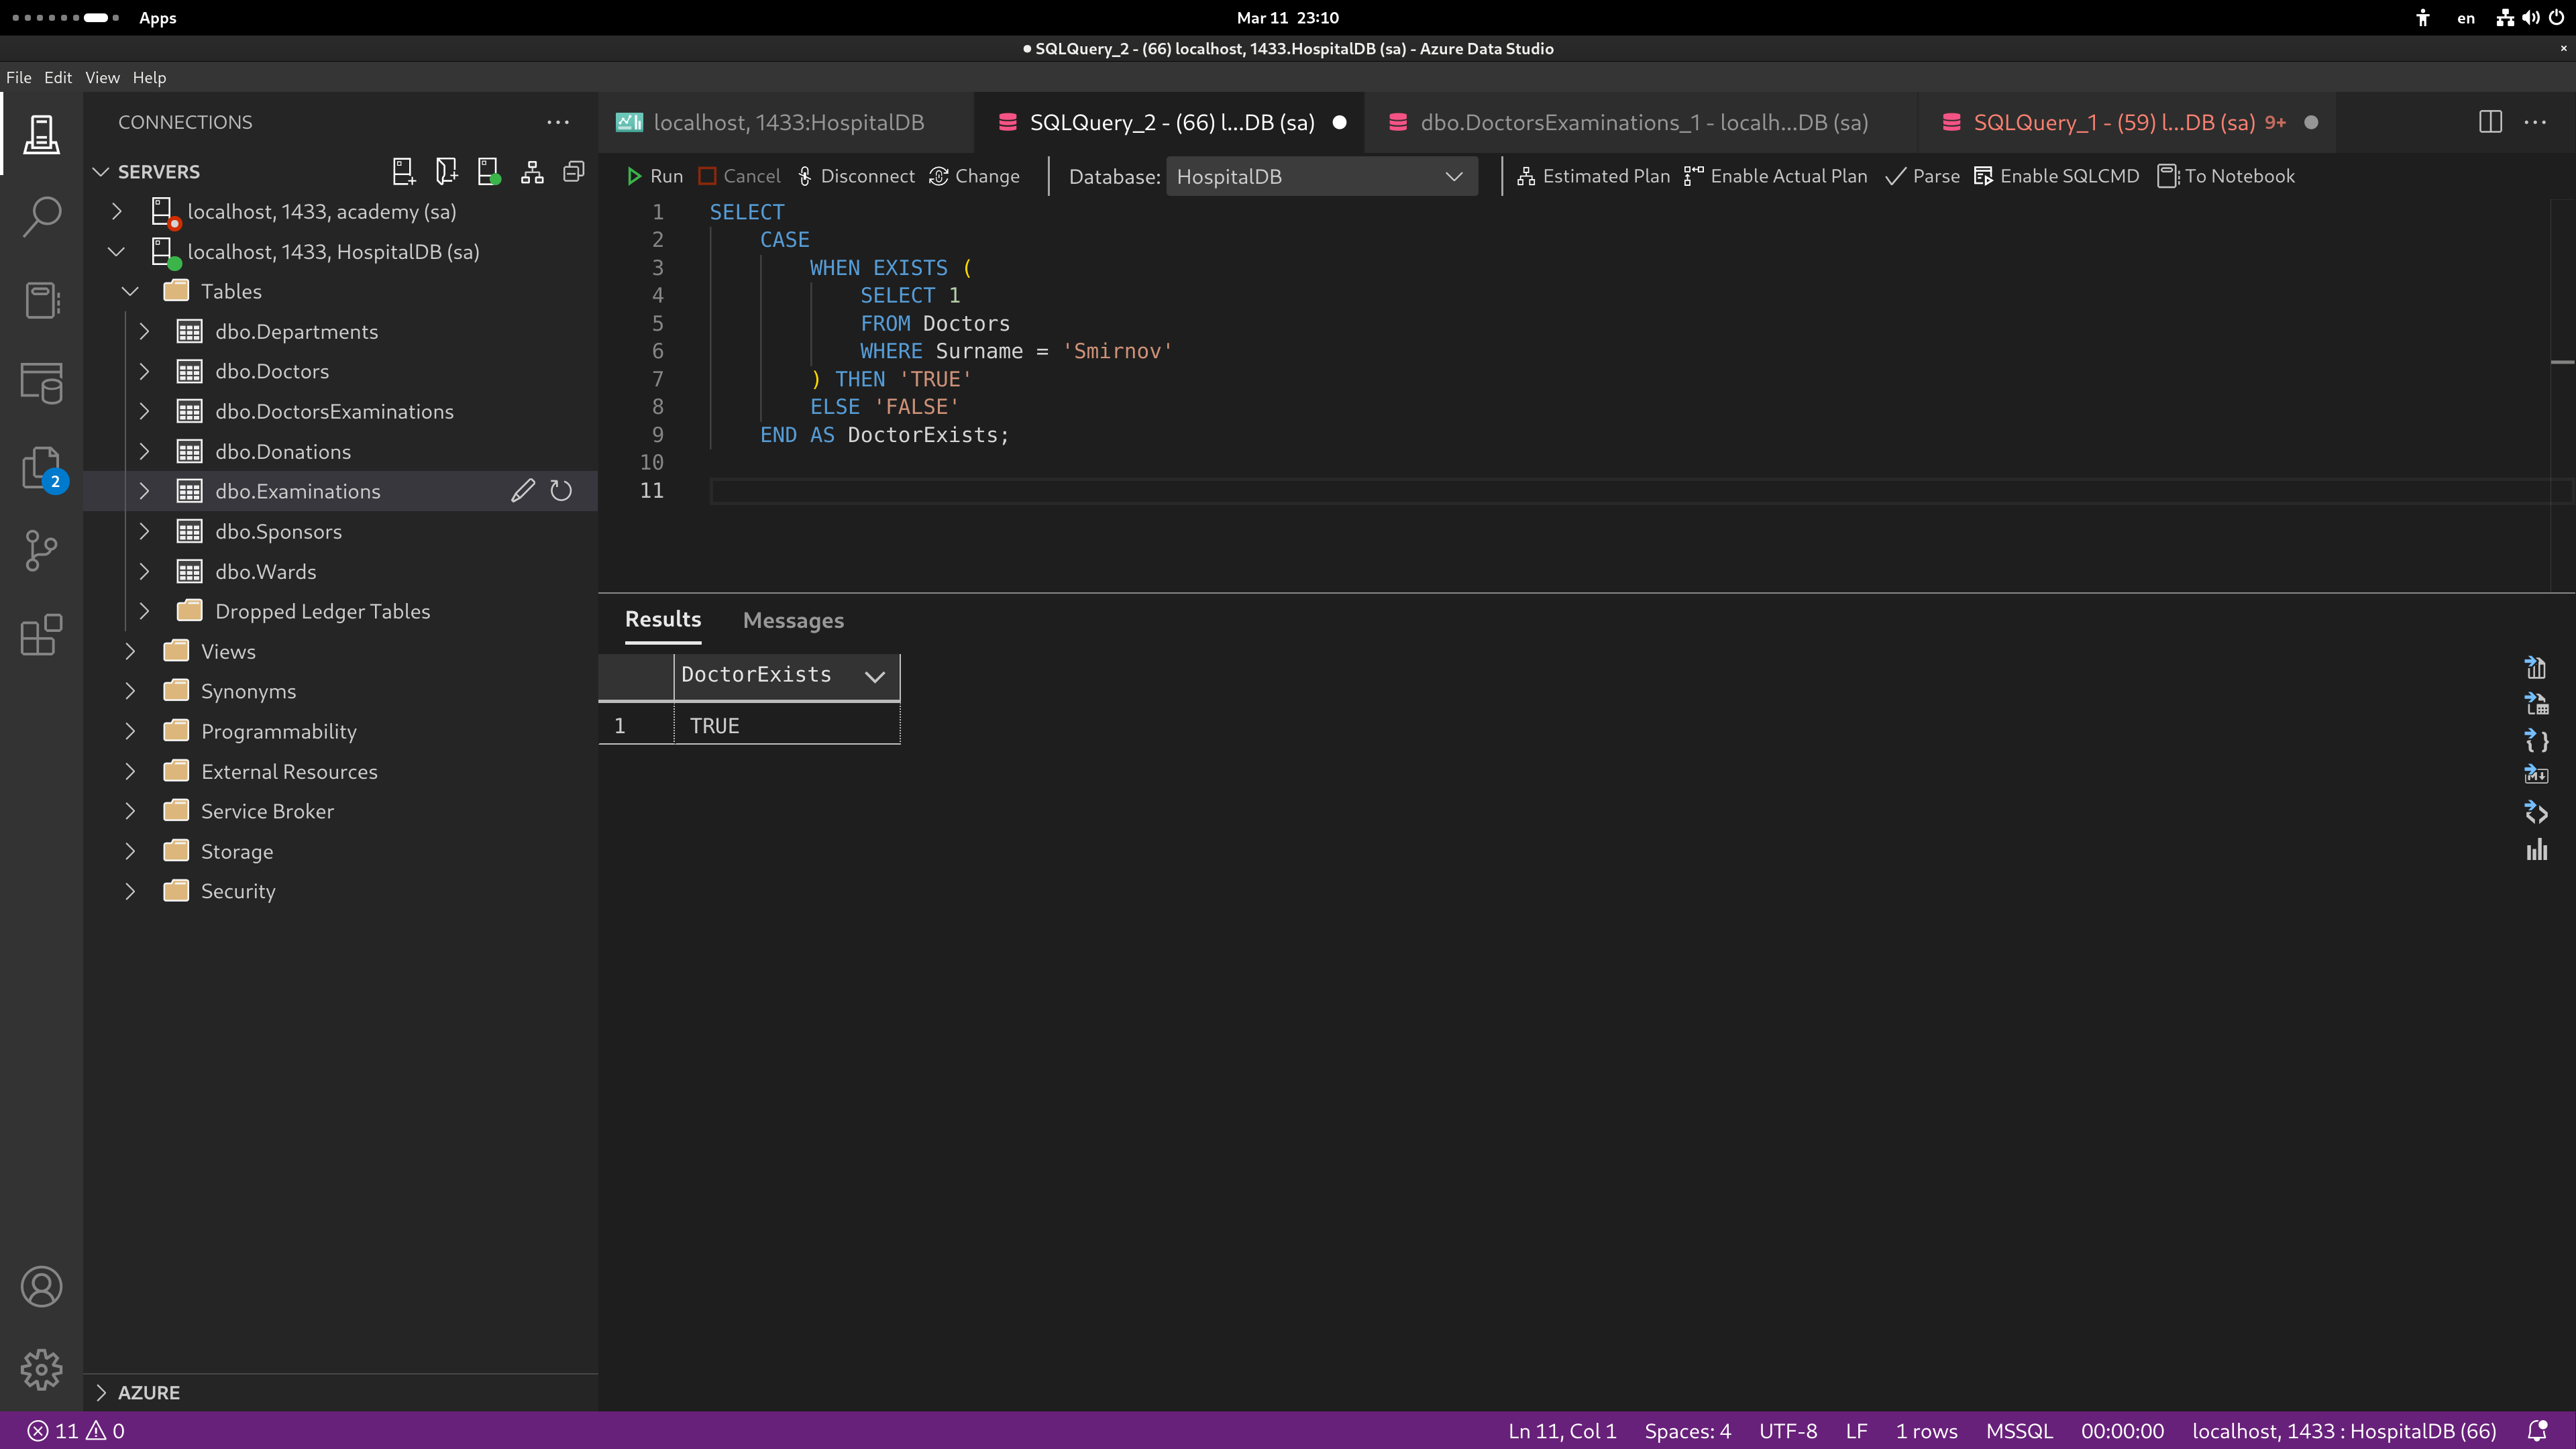 Apps
Mar 11 23:10
en
SQLQuery_2 - (66) localhost, 1433.HospitalDB (sa) - Azure Data Studio
File Edit View Help
CONNECTIONS
SERVERS
localhost, 1433, academy (sa)
localhost, 1433, HospitalDB (sa)
Tables
dbo.Departments
dbo.Doctors
dbo.DoctorsExaminations
dbo.Donations
dbo.Examinations
dbo.Sponsors
dbo.Wards
Dropped Ledger Tables
Views
Synonyms
Programmability
External Resources
Service Broker
Storage
Security
AZURE
2
localhost, 1433:HospitalDB
SQLQuery_2 - (66) l...DB (sa)
dbo.DoctorsExaminations_1 - localh...DB (sa)
SQLQuery_1 - (59) l...DB (sa) 9+
Run Cancel Disconnect Change Database: HospitalDB Estimated Plan Enable Actual Plan Parse Enable SQLCMD To Notebook
1 SELECT
2 CASE
3 WHEN EXISTS (
4 SELECT 1
5 FROM Doctors
6 WHERE Surname = 'Smirnov'
7 ) THEN 'TRUE'
8 ELSE 'FALSE'
9 END AS DoctorExists;
10
11
Results Messages
DoctorExists
1 TRUE
11 0
Ln 11, Col 1 Spaces: 4 UTF-8 LF 1 rows MSSQL 00:00:00 localhost, 1433 : HospitalDB (66)